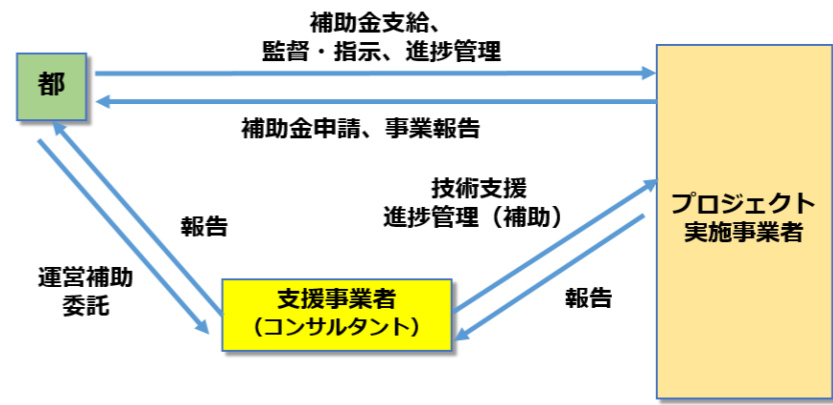 補助金支給、
監督・指示、進捗管理
都
補助金申請、事業報告
技術支援
進捗管理（補助）
プロジェクト
実施事業者
報告
運営補助
委託
支援事業者
（コンサルタント）
報告